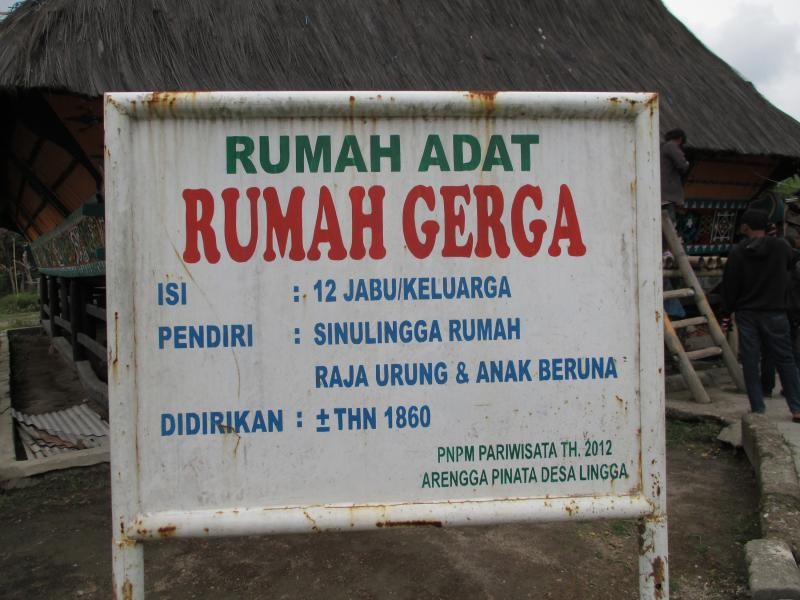 RUMAH ADAT
RUMAH GERGA
ISI : 12 JABU/KELUARGA
PENDIRI : SINULINGGA RUMAH
RAJA URUNG & ANAK BERUNA
DIDIRIKAN : ± THN 1860
PNPM PARIWISATA TH. 2012
ARENGGA PINATA DESA LINGGA